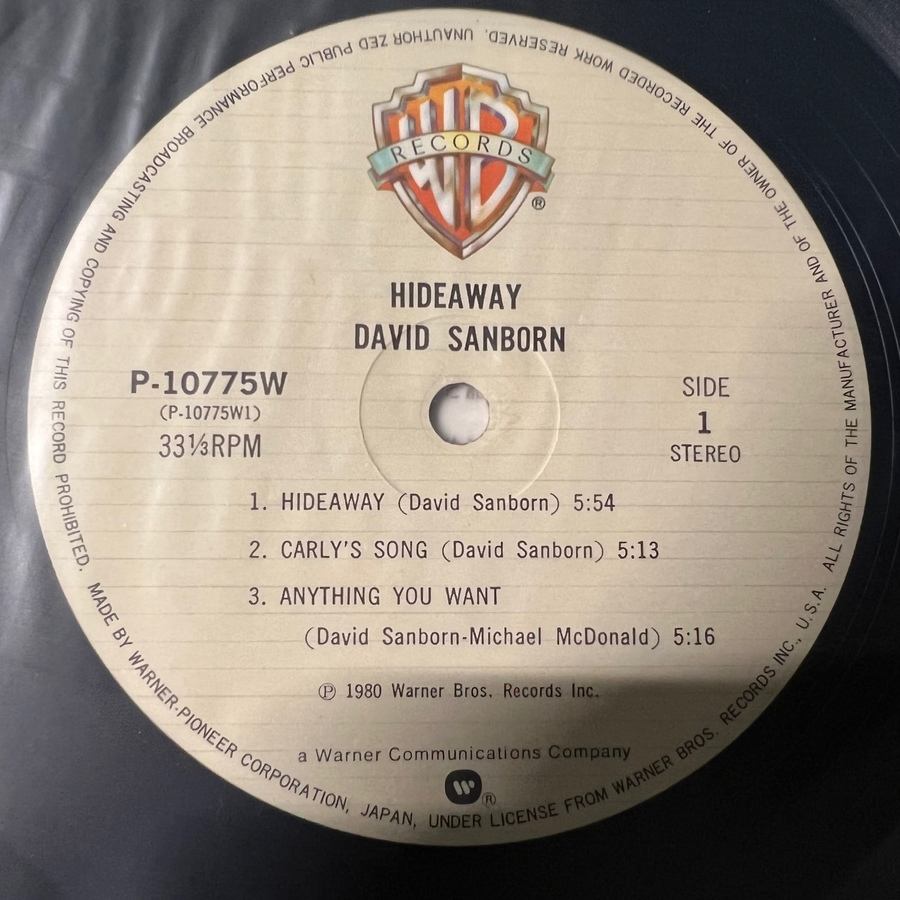 RECORDS
®
HIDEAWAY
DAVID SANBORN
P-10775W
(P-10775W1)
33⅓RPM
SIDE
1
STEREO
1. HIDEAWAY (David Sanborn) 5:54
2. CARLY'S SONG (David Sanborn) 5:13
3. ANYTHING YOU WANT
(David Sanborn-Michael McDonald) 5:16
℗ 1980 Warner Bros. Records Inc.
a Warner Communications Company
®
MADE BY WARNER-PIONEER CORPORATION, JAPAN, UNDER LICENSE FROM WARNER BROS. RECORDS INC., U.S.A. ALL RIGHTS OF THE MANUFACTURER AND OF THE OWNER OF THE RECORDED WORK RESERVED. UNAUTHOR ZED PUBLIC PERFORMANCE BROADCASTING AND COPYING OF THIS RECORD PROHIBITED.